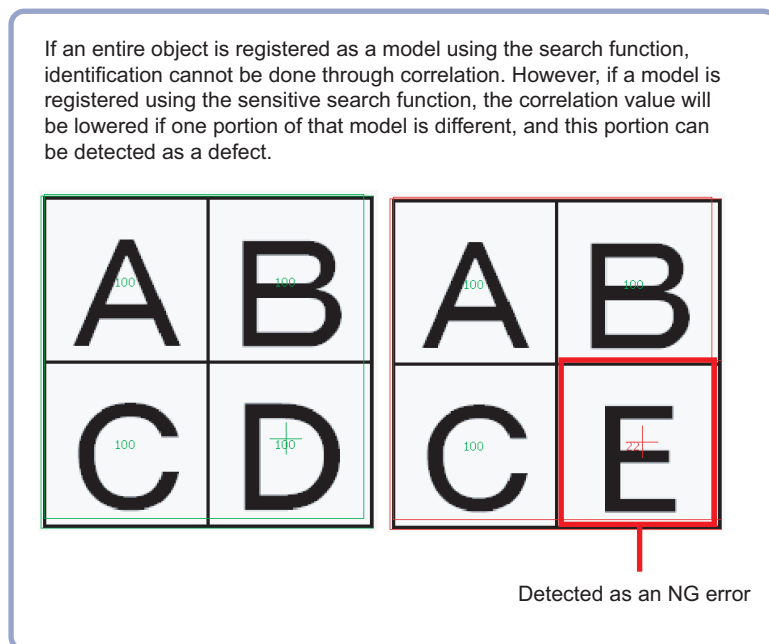 If an entire object is registered as a model using the search function,
identification cannot be done through correlation. However, if a model is
registered using the sensitive search function, the correlation value will
be lowered if one portion of that model is different, and this portion can
be detected as a defect.
A B A B
100 100 100 100
C D C E
100 100 100 22
Detected as an NG error